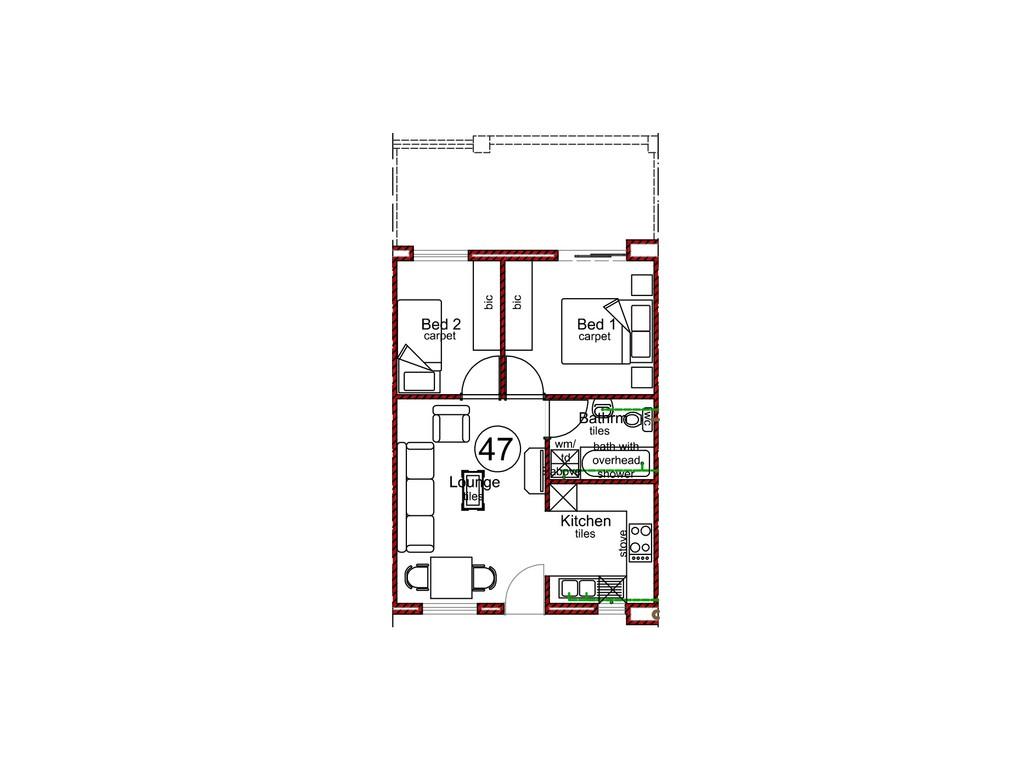 bic
bic
Bed 2
carpet
Bed 1
carpet
Bathrm
tiles
WC
wm/
td
above
bath with
overhead
shower
47
Lounge
tiles
Kitchen
tiles
stove